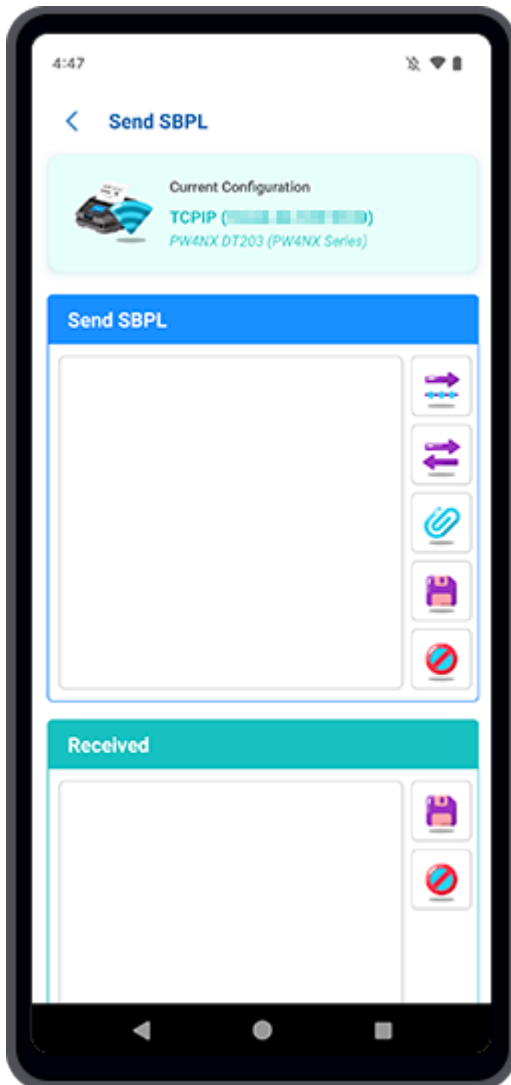 4:47
Send SBPL
Current Configuration
TCPIP (
)
PW4NX DT203 (PW4NX Series)
Send SBPL
Received